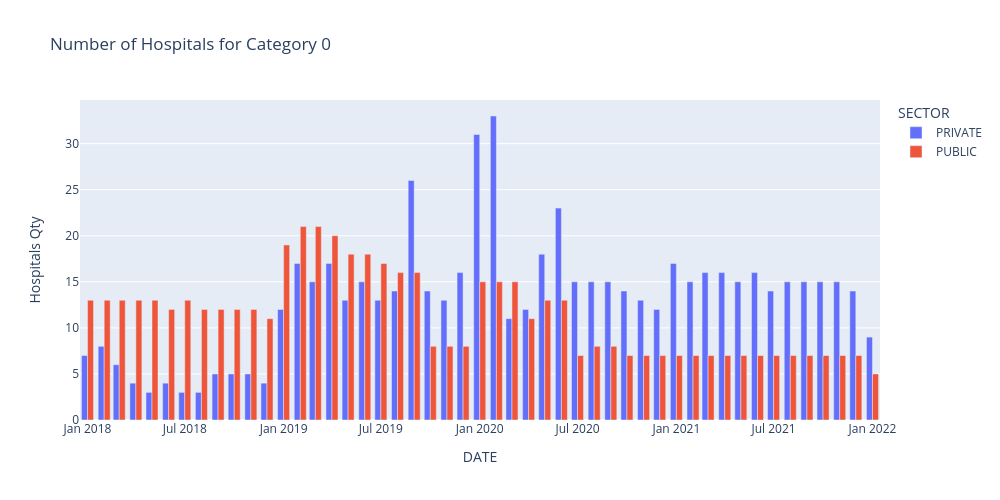 Number of Hospitals for Category 0
SECTOR
PRIVATE
PUBLIC
Hospitals Qty
30
25
20
15
10
5
0
Jan 2018
Jul 2018
Jan 2019
Jul 2019
Jan 2020
Jul 2020
Jan 2021
Jul 2021
Jan 2022
DATE